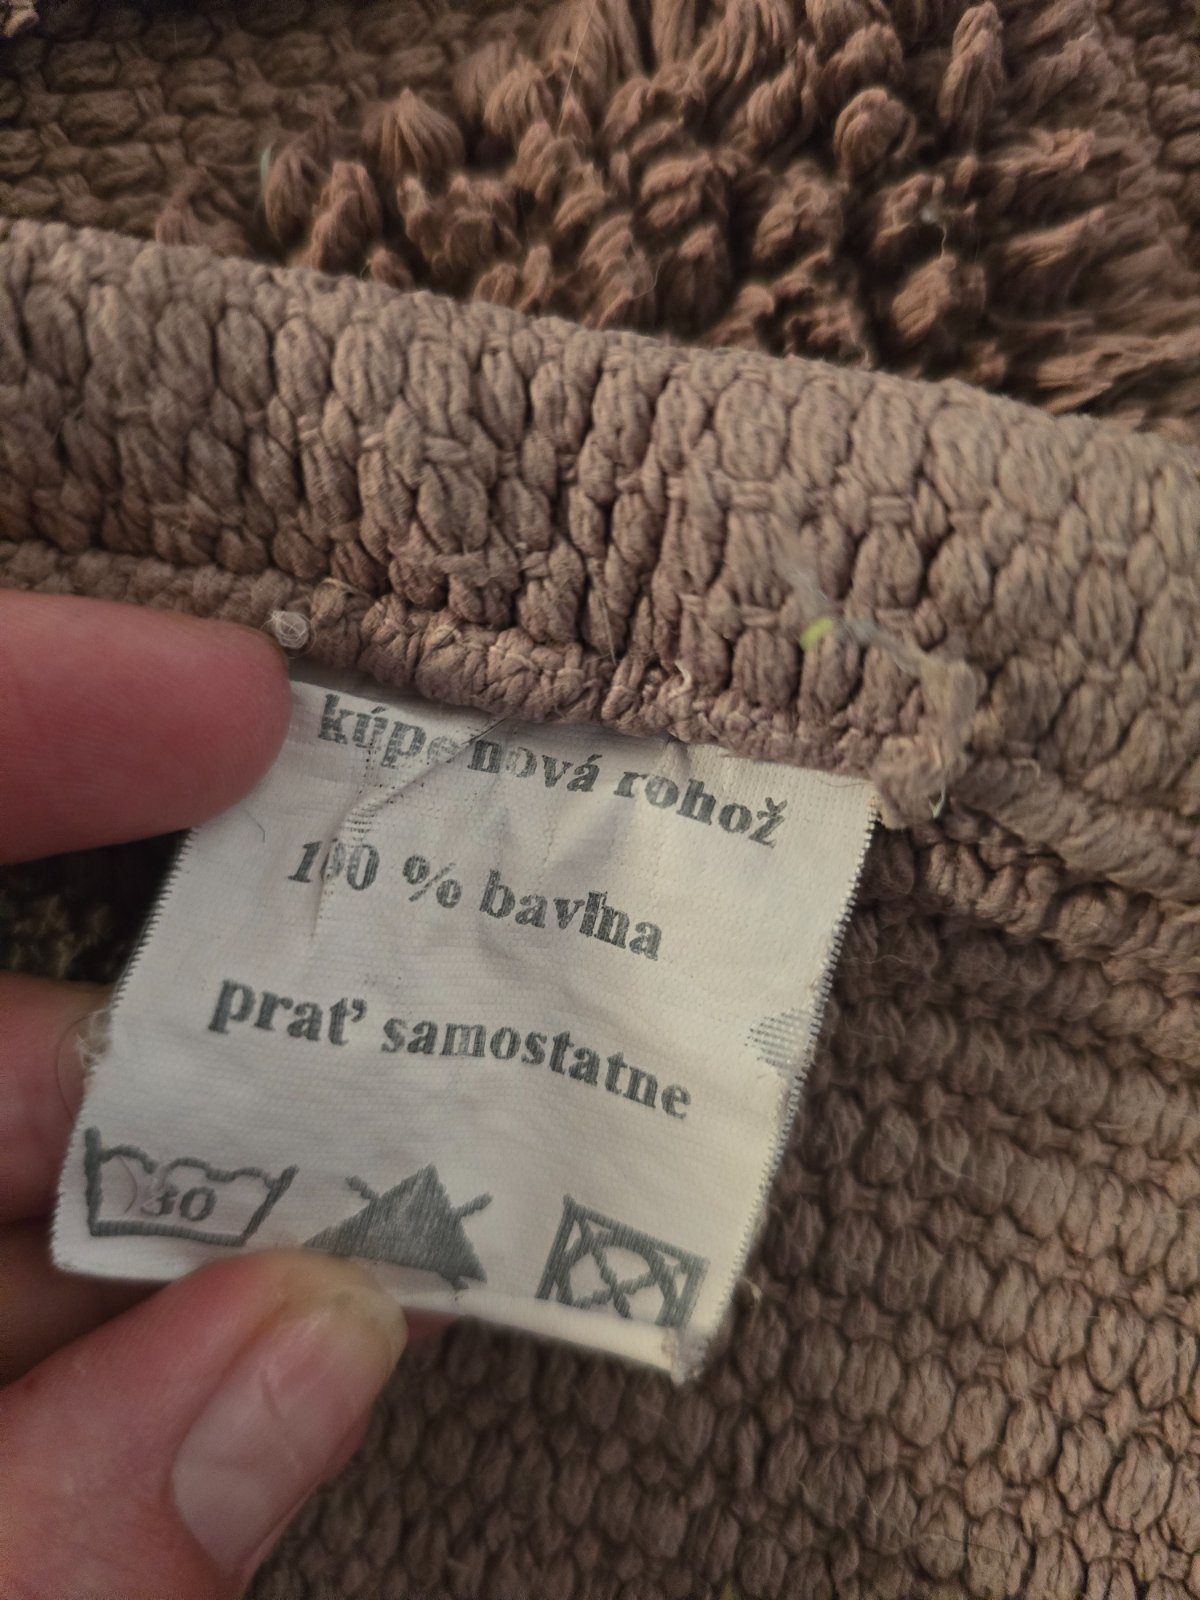 kúpeľnová rohož
100 % bavlna
prať samostatne
30